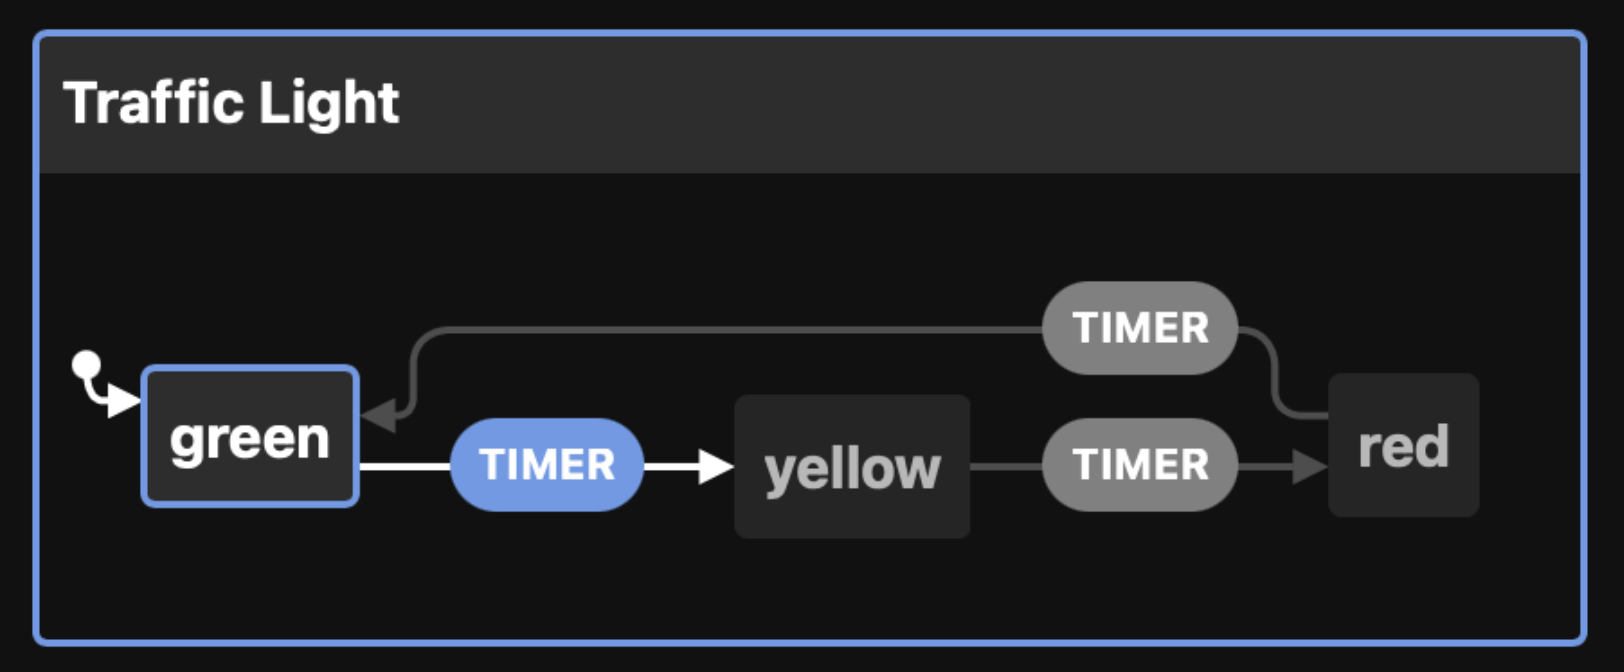 Traffic Light
TIMER
green
TIMER
yellow
TIMER
red